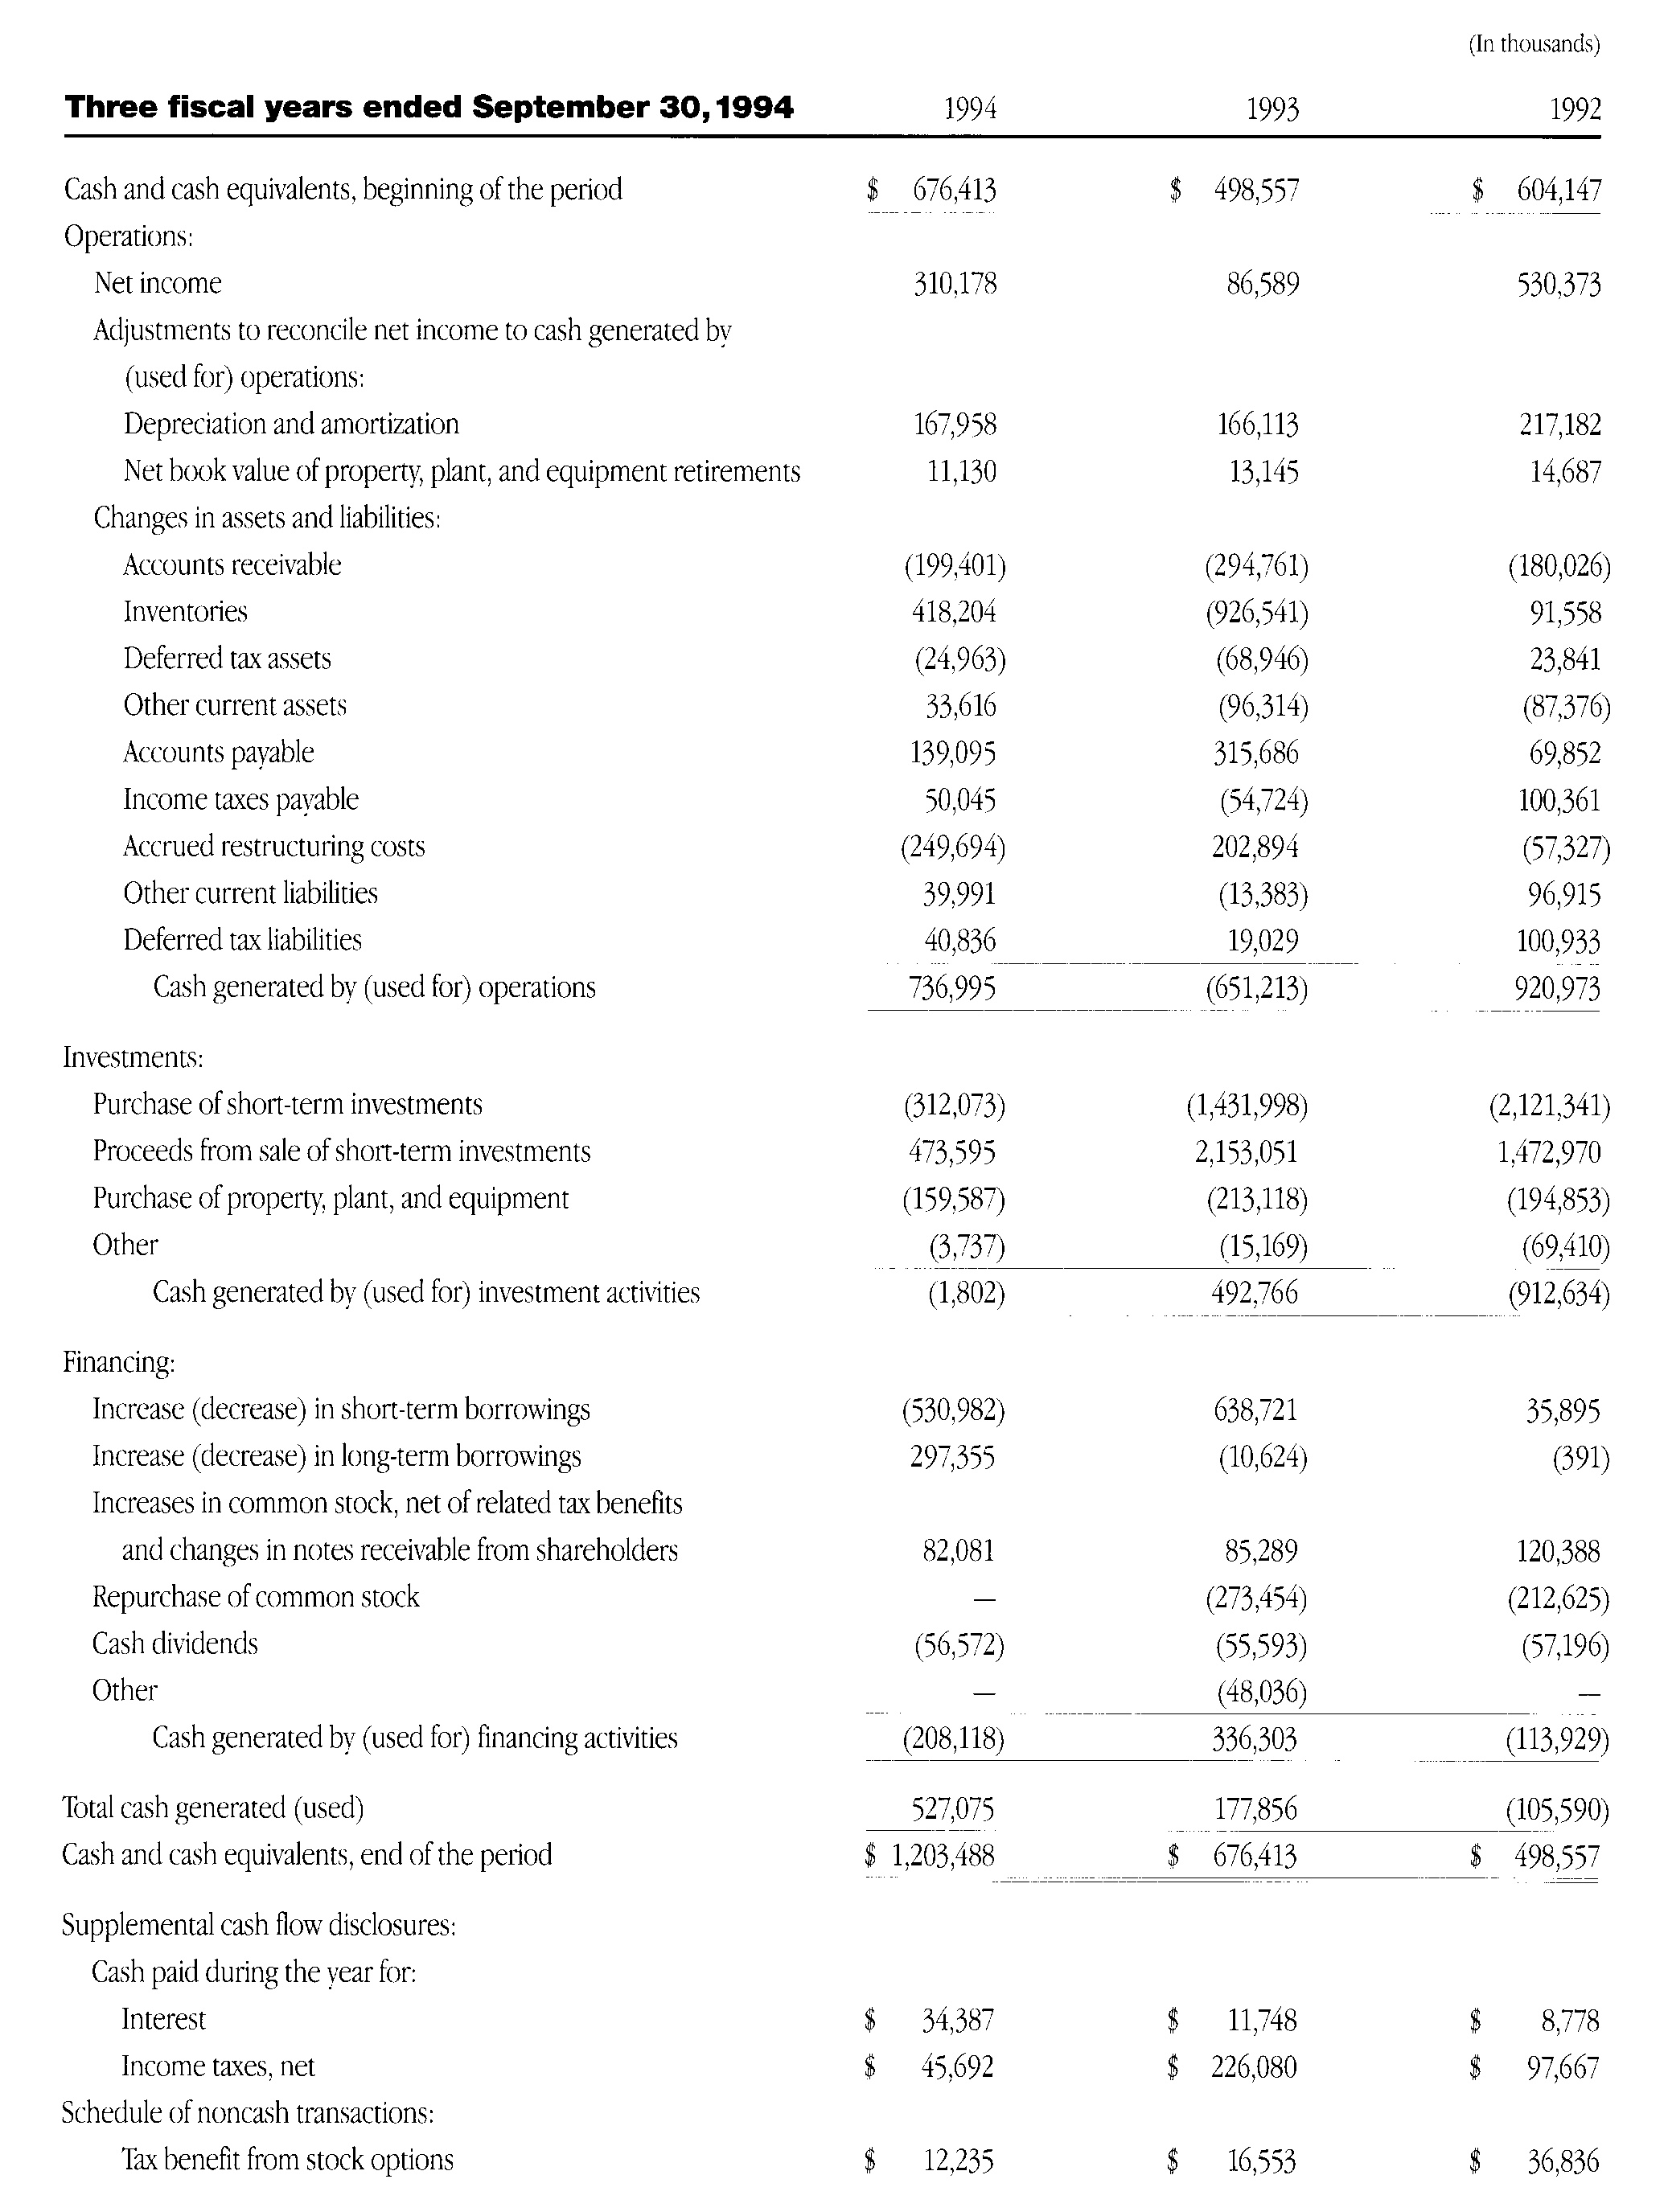 (In thousands)
Three fiscal years ended September 30, 1994 1994 1993 1992
Cash and cash equivalents, beginning of the period $ 676,413 $ 498,557 $ 604,147
Operations:
Net income 310,178 86,589 530,373
Adjustments to reconcile net income to cash generated by
(used for) operations:
Depreciation and amortization 167,958 166,113 217,182
Net book value of property, plant, and equipment retirements 11,130 13,145 14,687
Changes in assets and liabilities:
Accounts receivable (199,401) (294,761) (180,026)
Inventories 418,204 (926,541) 91,558
Deferred tax assets (24,963) (68,946) 23,841
Other current assets 33,616 (96,314) (87,376)
Accounts payable 139,095 315,686 69,852
Income taxes payable 50,045 (54,724) 100,361
Accrued restructuring costs (249,694) 202,894 (57,327)
Other current liabilities 39,991 (13,383) 96,915
Deferred tax liabilities 40,836 19,029 100,933
Cash generated by (used for) operations 736,995 (651,213) 920,973
Investments:
Purchase of short-term investments (312,073) (1,431,998) (2,121,341)
Proceeds from sale of short-term investments 473,595 2,153,051 1,472,970
Purchase of property, plant, and equipment (159,587) (213,118) (194,853)
Other (3,737) (15,169) (69,410)
Cash generated by (used for) investment activities (1,802) 492,766 (912,634)
Financing:
Increase (decrease) in short-term borrowings (530,982) 638,721 35,895
Increase (decrease) in long-term borrowings 297,355 (10,624) (391)
Increases in common stock, net of related tax benefits
and changes in notes receivable from shareholders 82,081 85,289 120,388
Repurchase of common stock — (273,454) (212,625)
Cash dividends (56,572) (55,593) (57,196)
Other — (48,036) —
Cash generated by (used for) financing activities (208,118) 336,303 (113,929)
Total cash generated (used) 527,075 177,856 (105,590)
Cash and cash equivalents, end of the period $ 1,203,488 $ 676,413 $ 498,557
Supplemental cash flow disclosures:
Cash paid during the year for:
Interest $ 34,387 $ 11,748 $ 8,778
Income taxes, net $ 45,692 $ 226,080 $ 97,667
Schedule of noncash transactions:
Tax benefit from stock options $ 12,235 $ 16,553 $ 36,836